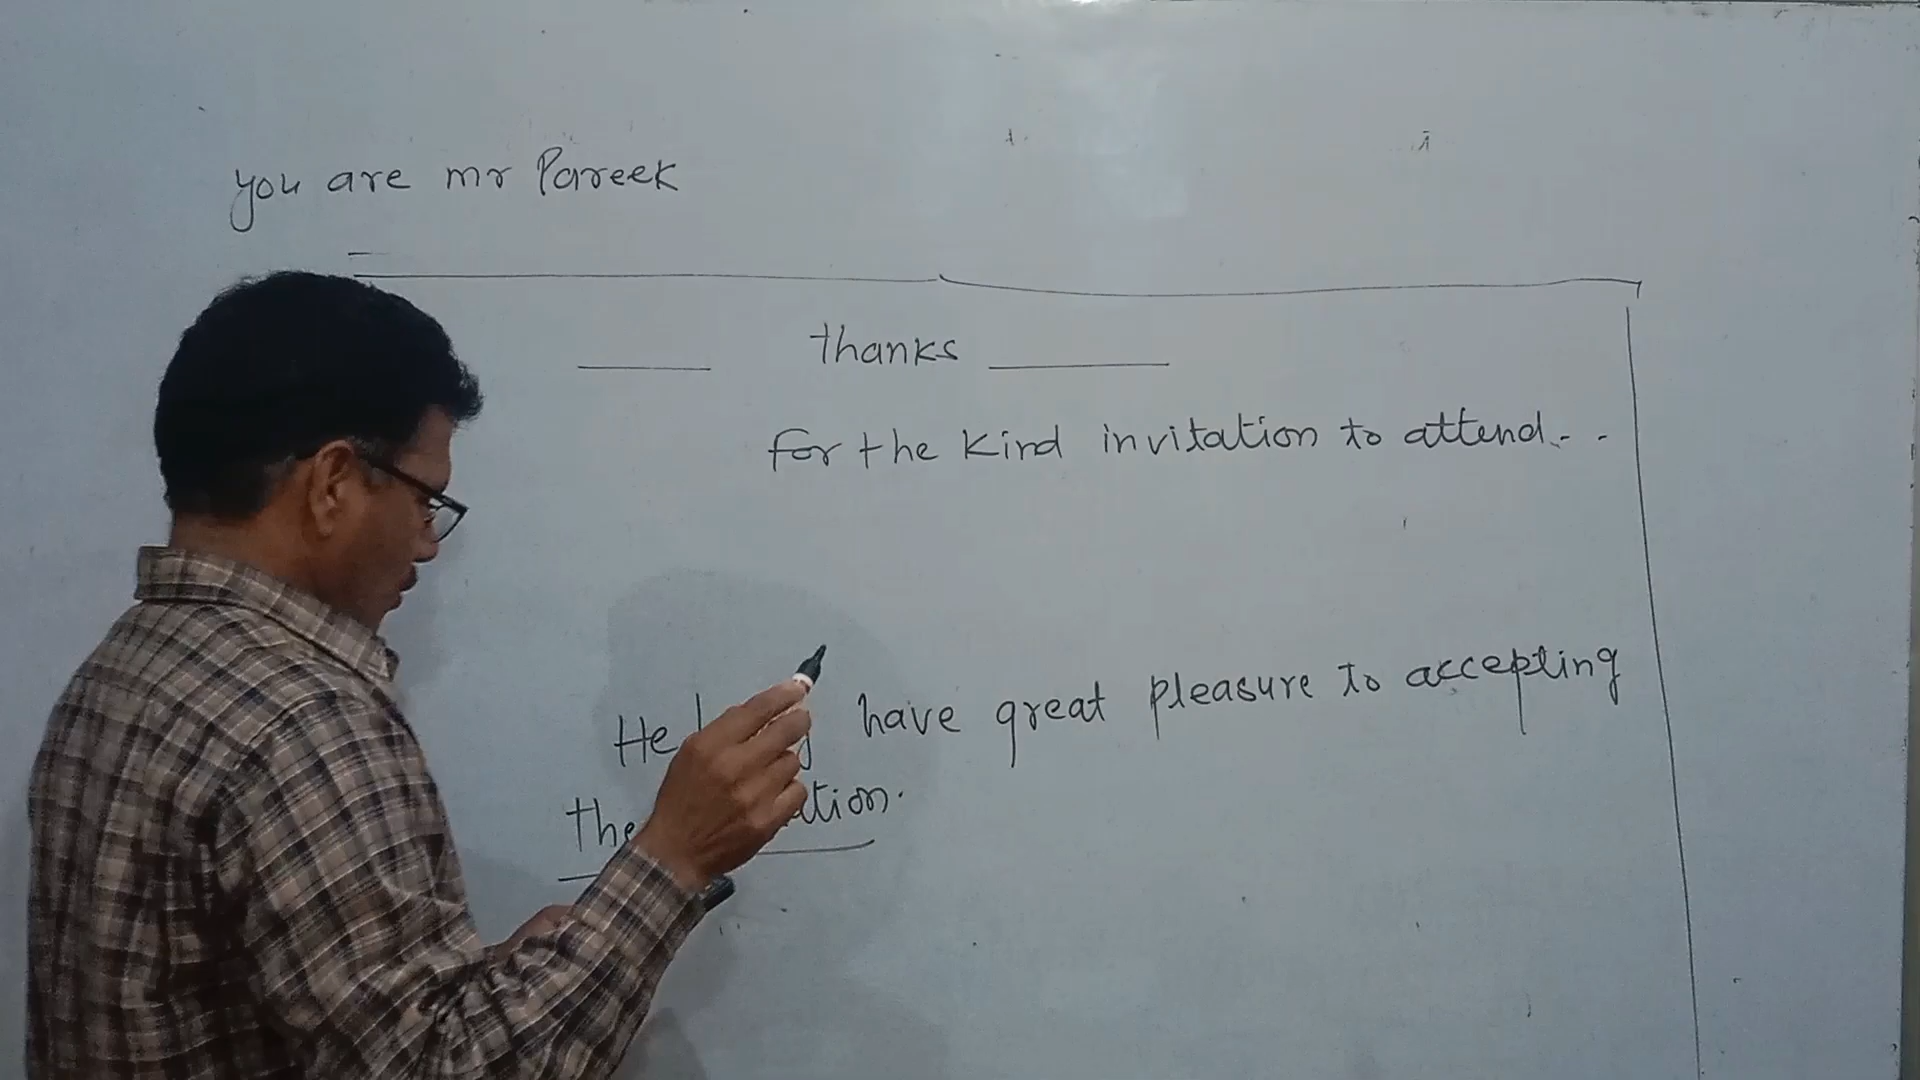 you are mr Pareek
thanks
for the kind invitation to attend - -
He have great pleasure to accepting
the